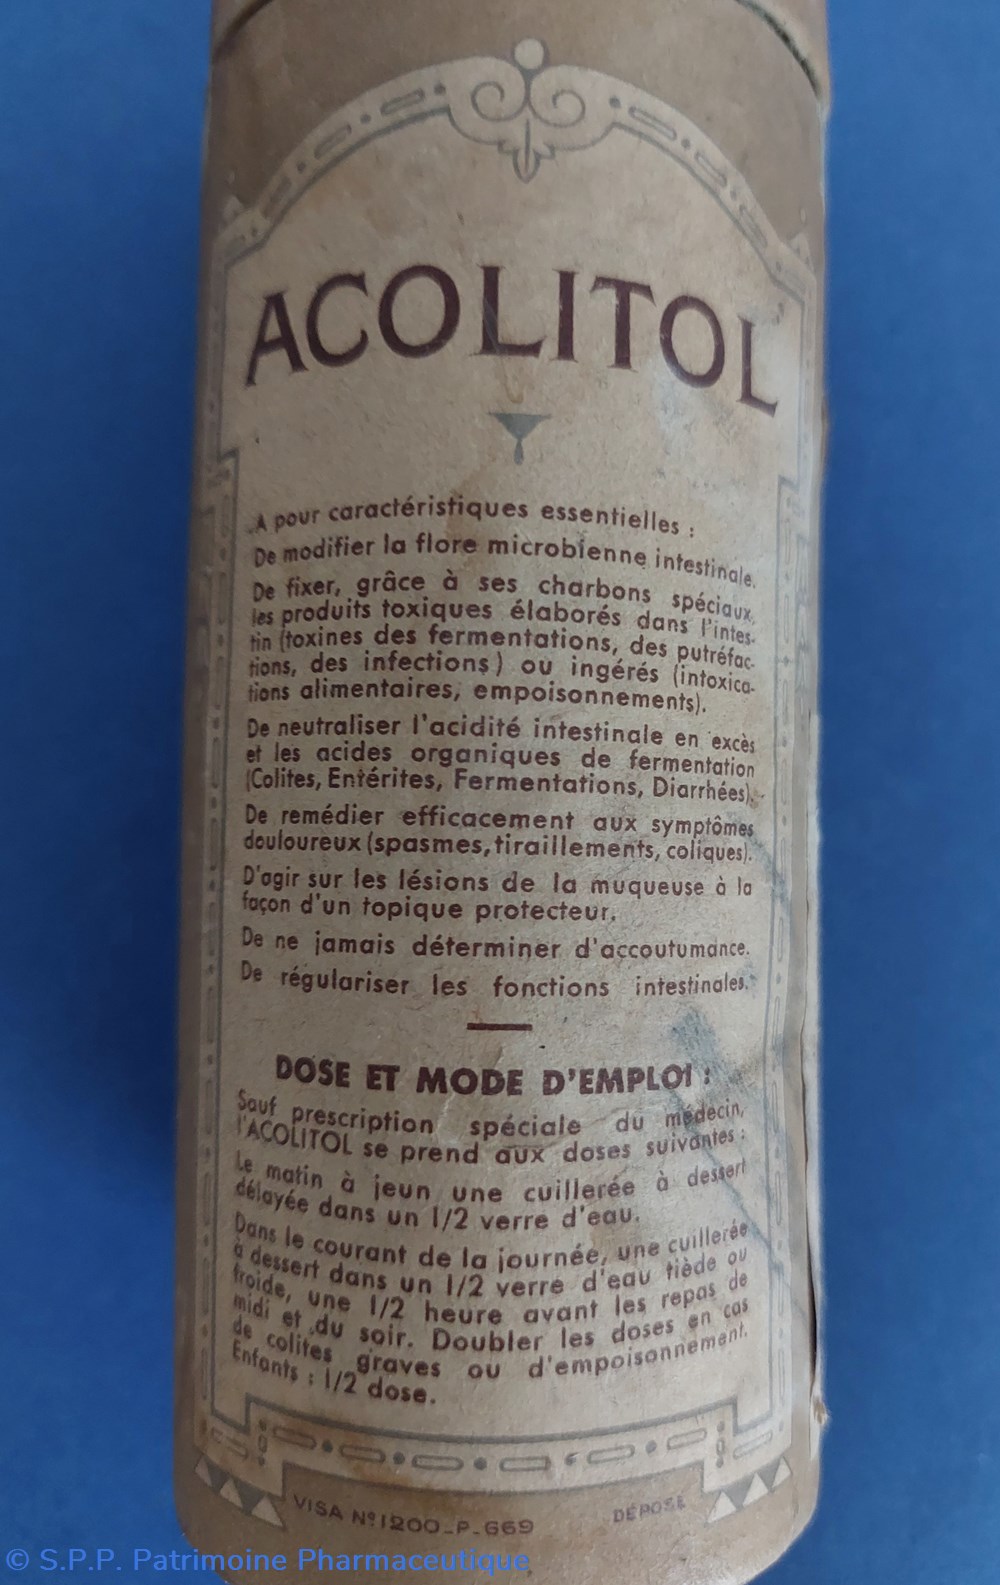 ACOLITOL
A pour caractéristiques essentielles :
De modifier la flore microbienne intestinale.
De fixer, grâce à ses charbons spéciaux,
les produits toxiques élaborés dans l'intes-
tin (toxines des fermentations, des putréfac-
tions, des infections) ou ingérés (intoxica-
tions alimentaires, empoisonnements).
De neutraliser l'acidité intestinale en excès
et les acides organiques de fermentation
(Colites, Entérites, Fermentations, Diarrhées).
De remédier efficacement aux symptômes
douloureux (spasmes, tiraillements, coliques).
D'agir sur les lésions de la muqueuse à la
façon d'un topique protecteur.
De ne jamais déterminer d'accoutumance.
De régulariser les fonctions intestinales.
DOSE ET MODE D'EMPLOI :
Sauf prescription spéciale du médecin,
l'ACOLITOL se prend aux doses suivantes :
Le matin à jeun une cuillerée à dessert
délayée dans un 1/2 verre d'eau.
Dans le courant de la journée, une cuillerée
à dessert dans un 1/2 verre d'eau tiède ou
froide, une 1/2 heure avant les repas de
midi et du soir. Doubler les doses en cas
de colites graves ou d'empoisonnement.
Enfants : 1/2 dose.
VISA Nº 1200-P-669 DÉPOSÉ
© S.P.P. Patrimoine Pharmaceutique